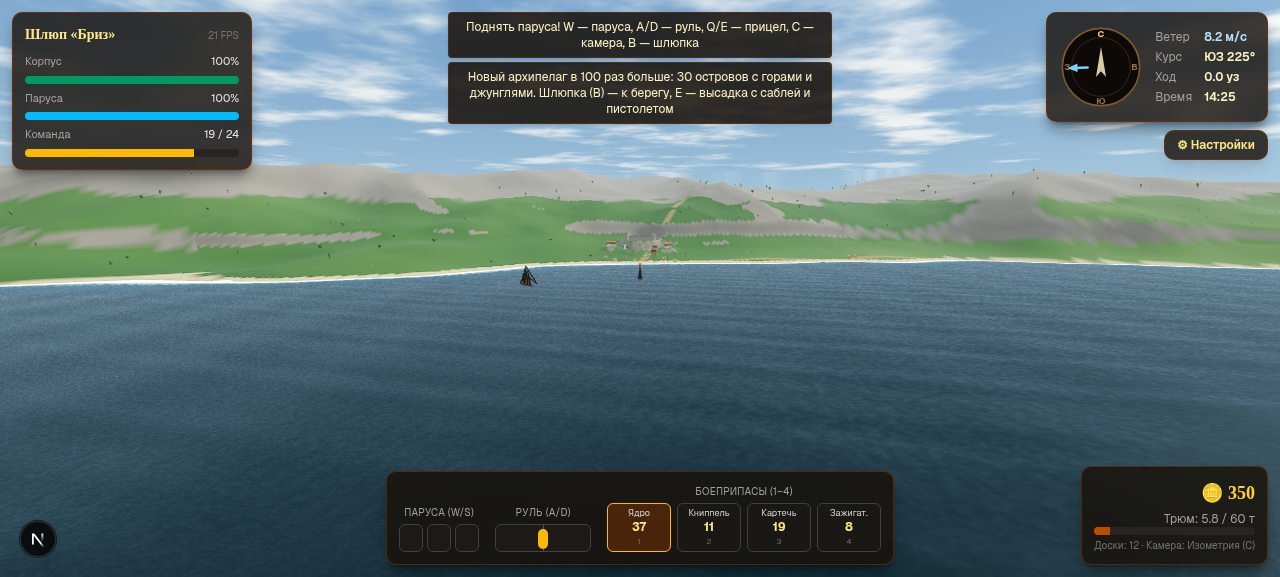 Шлюп «Бриз»
21 FPS
Корпус 100%
Паруса 100%
Команда 19 / 24
Поднять паруса! W — паруса, A/D — руль, Q/E — прицел, C —
камера, B — шлюпка
Новый архипелаг в 100 раз больше: 30 островов с горами и
джунглями. Шлюпка (B) — к берегу, E — высадка с саблей и
пистолетом
С
З
В
Ю
Ветер 8.2 м/с
Курс ЮЗ 225°
Ход 0.0 уз
Время 14:25
⚙ Настройки
ПАРУСА (W/S)
РУЛЬ (A/D)
БОЕПРИПАСЫ (1–4)
Ядро
37
1
Книппель
11
2
Картечь
19
3
Зажигат.
8
4
N
350
Трюм: 5.8 / 60 т
Доски: 12 · Камера: Изометрия (C)